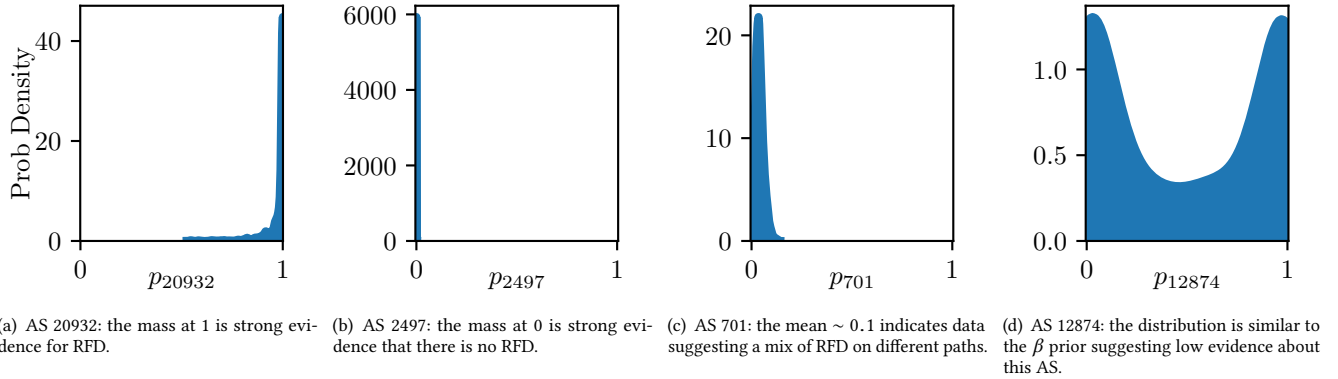 Prob Density
40
20
0
0
1
p20932
6000
4000
2000
0
0
1
p2497
20
10
0
0
1
p701
1.0
0.5
0.0
0
1
p12874
(a) AS 20932: the mass at 1 is strong evi-
dence for RFD.
(b) AS 2497: the mass at 0 is strong evi-
dence that there is no RFD.
(c) AS 701: the mean ~ 0.1 indicates data
suggesting a mix of RFD on different paths.
(d) AS 12874: the distribution is similar to
the β prior suggesting low evidence about
this AS.